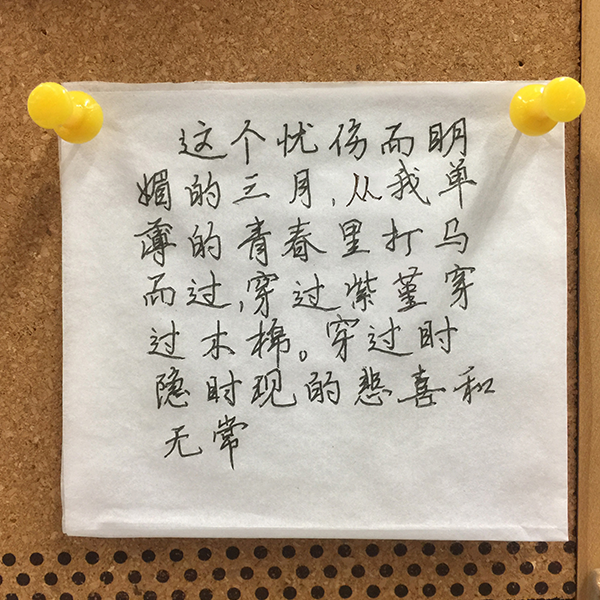 这个忧伤而明
媚的三月,从我单
薄的青春里打马
而过,穿过紫堇穿
过木棉。穿过时
隐时现的悲喜和
无常